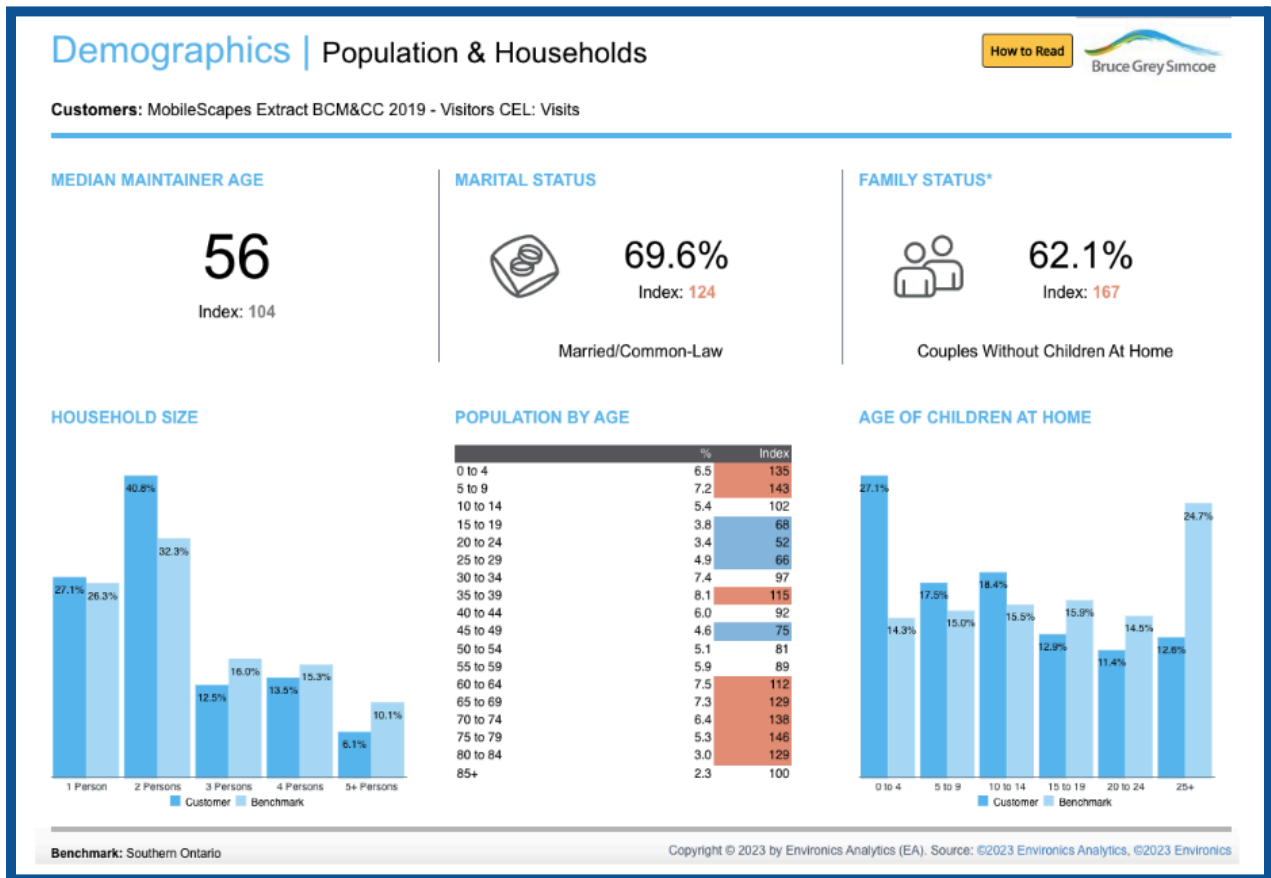 Demographics | Population & Households
How to Read
Bruce Grey Simcoe
Customers: MobileScapes Extract BCM&CC 2019 - Visitors CEL: Visits
MEDIAN MAINTAINER AGE
56
Index: 104
MARITAL STATUS
69.6%
Index: 124
Married/Common-Law
FAMILY STATUS*
62.1%
Index: 167
Couples Without Children At Home
HOUSEHOLD SIZE
40.8%
32.3%
27.1%
26.3%
16.0%
15.3%
12.5%
13.5%
10.1%
6.1%
1 Person 2 Persons 3 Persons 4 Persons 5+ Persons
Customer Benchmark
POPULATION BY AGE
% Index
0 to 4 6.5 135
5 to 9 7.2 143
10 to 14 5.4 102
15 to 19 3.8 68
20 to 24 3.4 52
25 to 29 4.9 66
30 to 34 7.4 97
35 to 39 8.1 115
40 to 44 6.0 92
45 to 49 4.6 75
50 to 54 5.1 81
55 to 59 5.9 89
60 to 64 7.5 112
65 to 69 7.3 129
70 to 74 6.4 138
75 to 79 5.3 146
80 to 84 3.0 129
85+ 2.3 100
AGE OF CHILDREN AT HOME
27.1%
24.7%
18.4%
17.5%
15.9%
15.5%
15.0%
14.5%
14.3%
12.9%
12.6%
11.4%
0 to 4 5 to 9 10 to 14 15 to 19 20 to 24 25+
Customer Benchmark
Benchmark: Southern Ontario
Copyright © 2023 by Environics Analytics (EA). Source: ©2023 Environics Analytics, ©2023 Environics